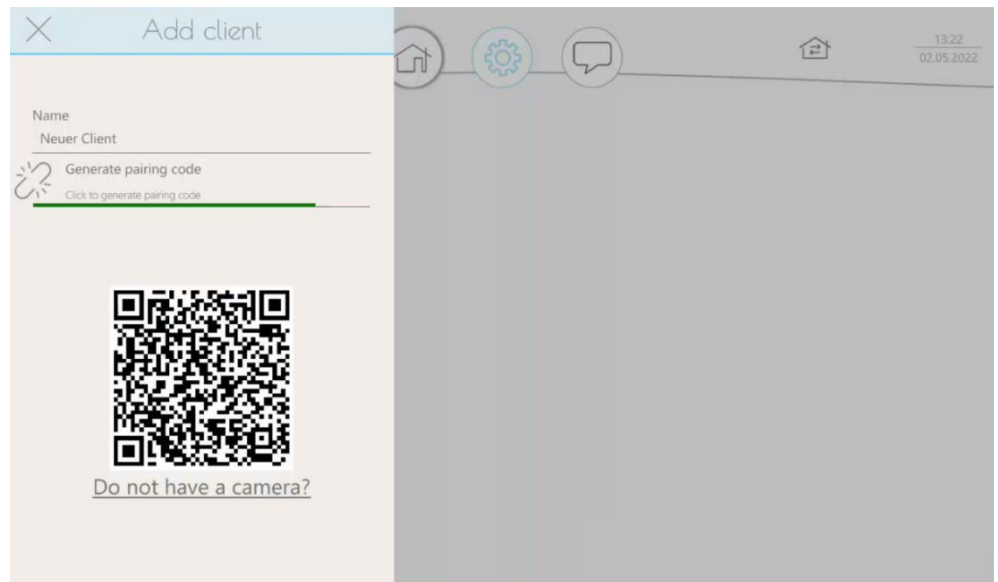 Add client
13:22
02.05.2022
Name
Neuer Client
Generate pairing code
Click to generate pairing code
Do not have a camera?